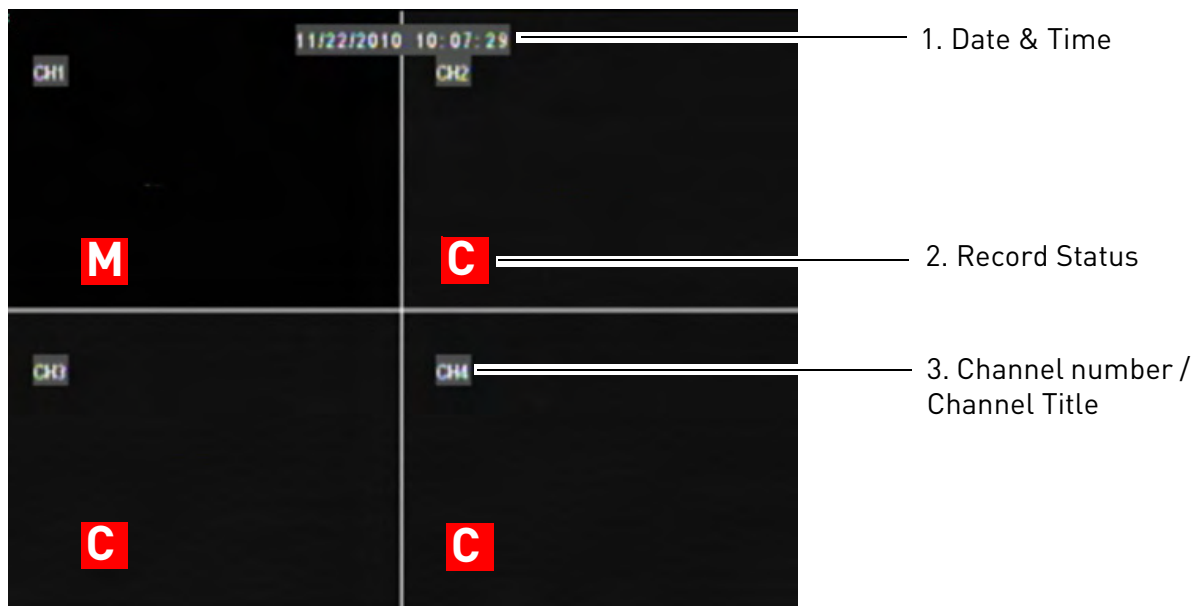 11/22/2010 10:07:29
1. Date & Time
CH1
CH2
M
C
2. Record Status
CH3
CH4
3. Channel number /
Channel Title
C
C